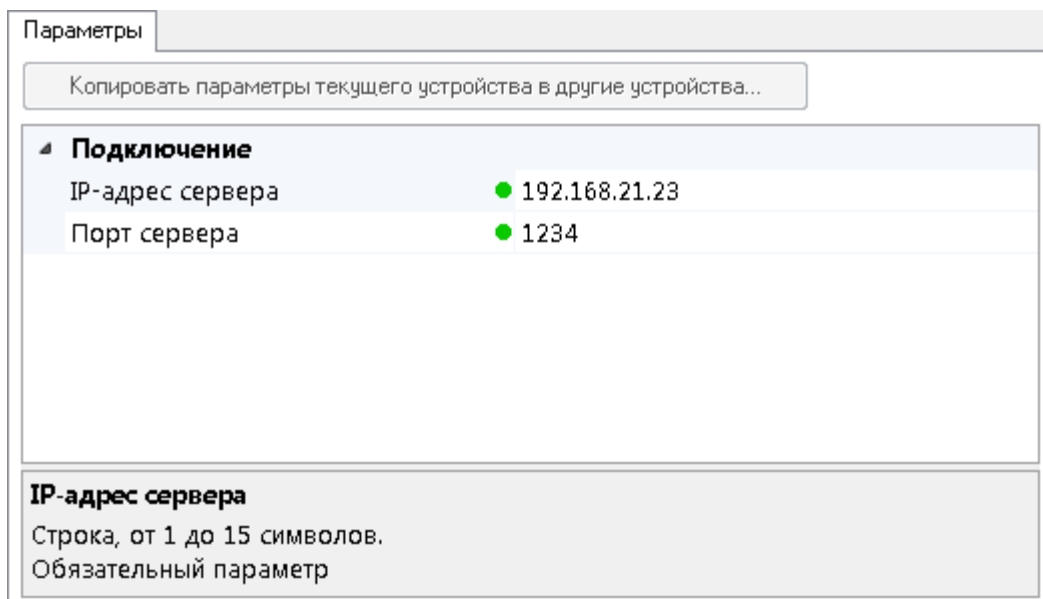 Параметры
Копировать параметры текущего устройства в другие устройства...
Подключение
IP-адрес сервера 192.168.21.23
Порт сервера 1234
IP-адрес сервера
Строка, от 1 до 15 символов.
Обязательный параметр